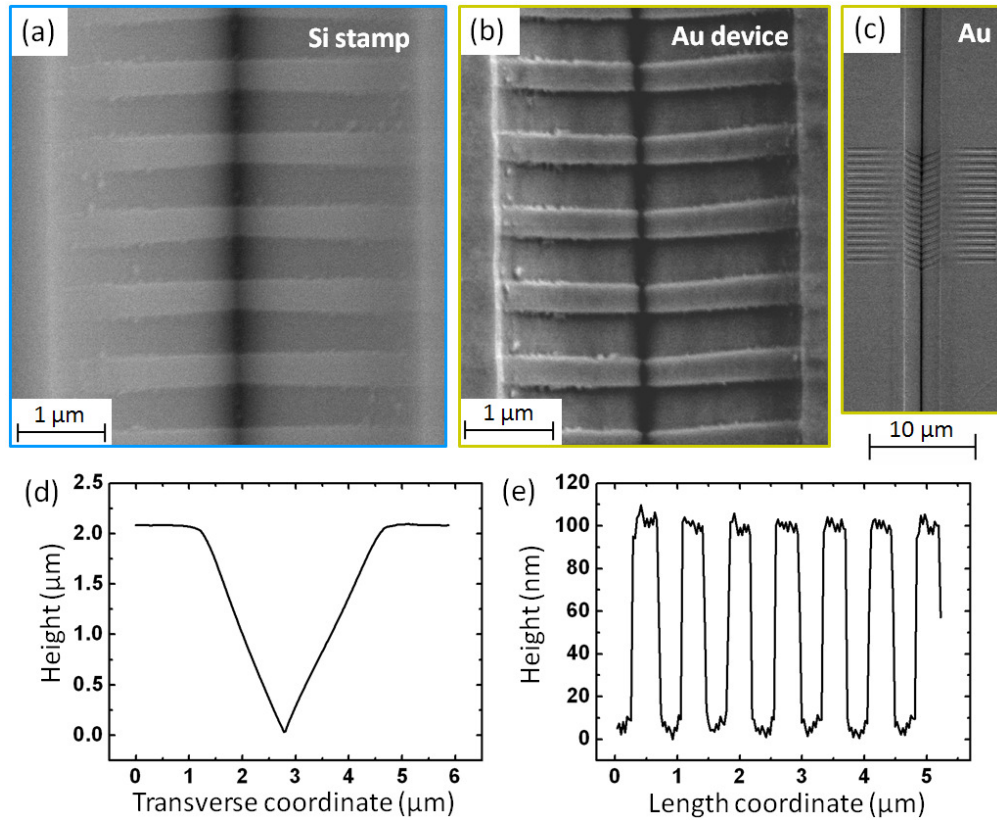 (a)
Si stamp
1 μm
(b)
Au device
1 μm
(c)
Au
10 μm
(d)
2.5
2.0
1.5
1.0
0.5
0.0
Height (μm)
0 1 2 3 4 5 6
Transverse coordinate (μm)
(e)
120
100
80
60
40
20
0
Height (nm)
0 1 2 3 4 5
Length coordinate (μm)